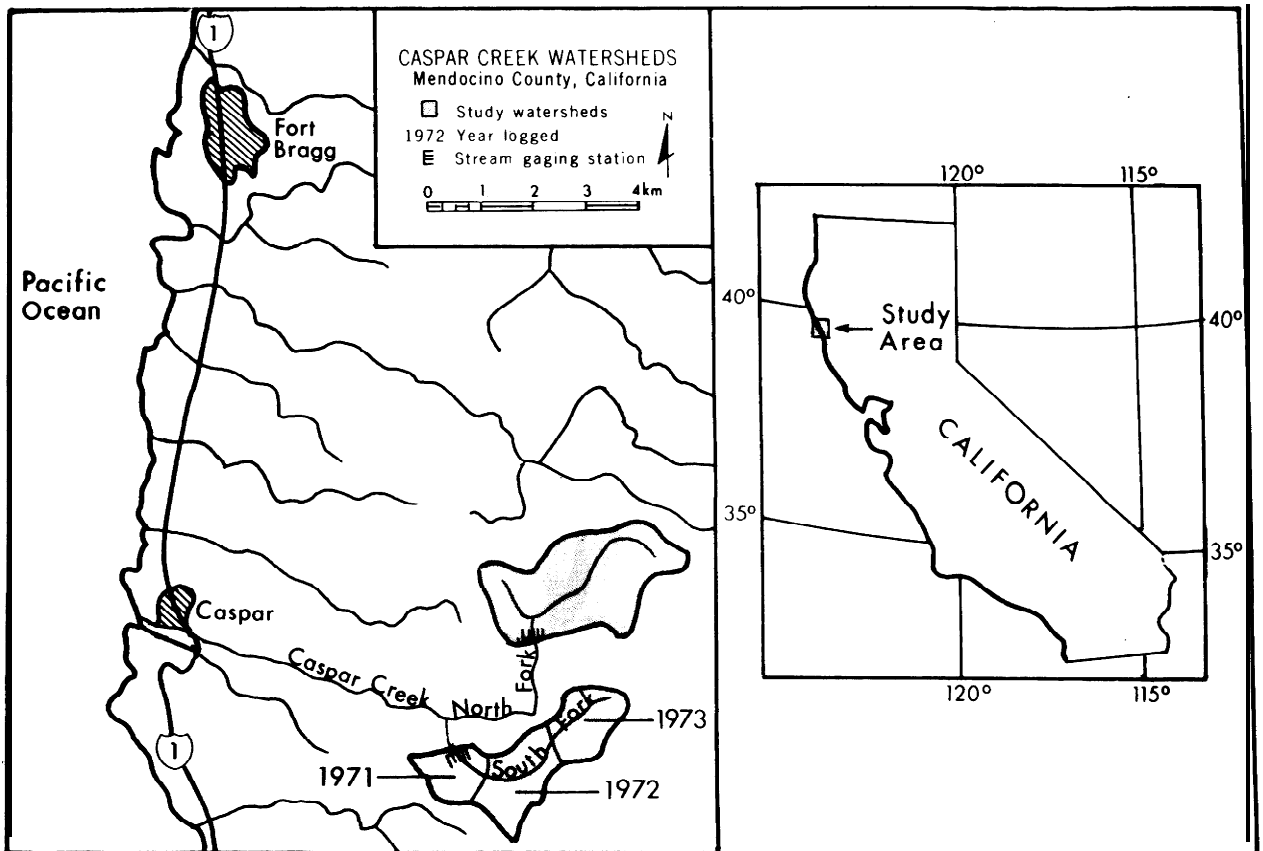 1
CASPAR CREEK WATERSHEDS
Mendocino County, California
Study watersheds
1972 Year logged
Stream gaging station
N
0 1 2 3 4 km
Fort
Bragg
Pacific
Ocean
Caspar
Caspar Creek North Fork
South Fork
1973
1971
1972
1
120° 115°
40°
40°
Study
Area
CALIFORNIA
35°
35°
120° 115°